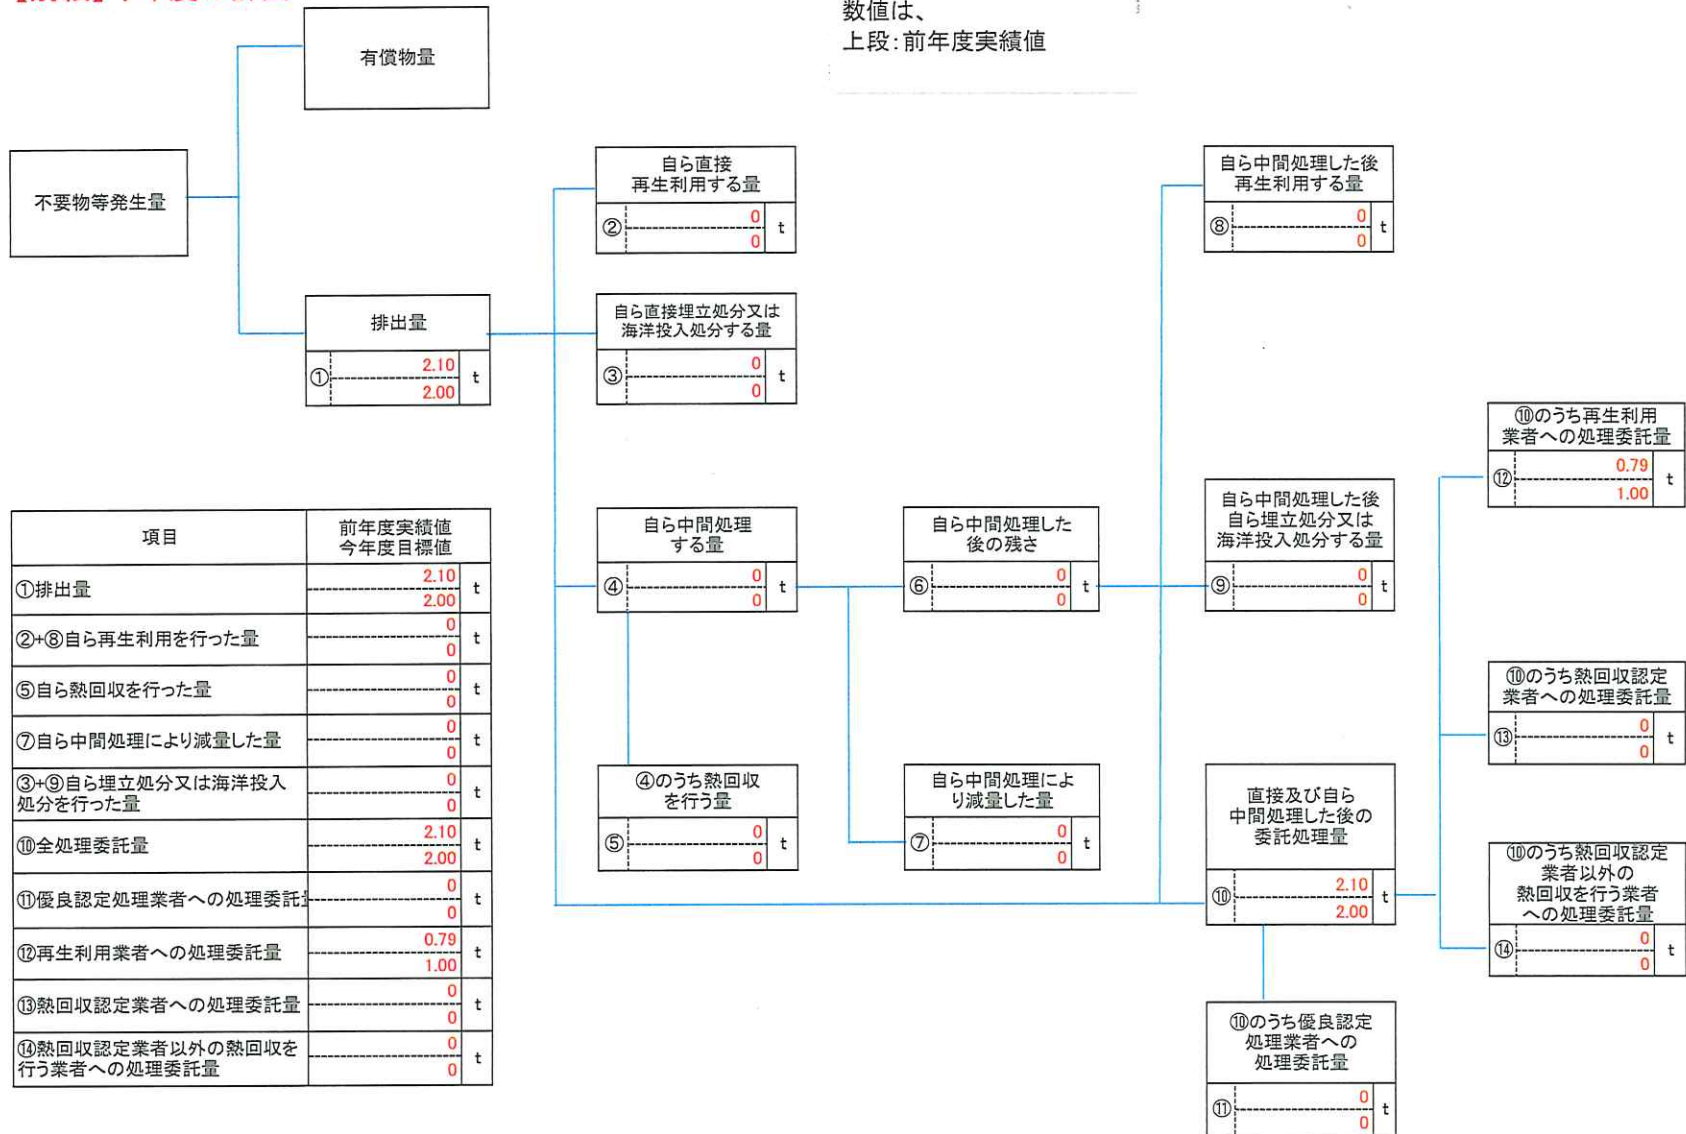 数値は、
上段:前年度実績値
有償物量
不要物等発生量
排出量
①
2.10
2.00
t
自ら直接
再生利用する量
②
0
0
t
自ら直接埋立処分又は
海洋投入処分する量
③
0
0
t
自ら中間処理
する量
④
0
0
t
④のうち熱回収
を行う量
⑤
0
0
t
自ら中間処理した
後の残さ
⑥
0
0
t
自ら中間処理によ
り減量した量
⑦
0
0
t
自ら中間処理した後
再生利用する量
⑧
0
0
t
自ら中間処理した後
自ら埋立処分又は
海洋投入処分する量
⑨
0
0
t
直接及び自ら
中間処理した後の
委託処理量
⑩
2.10
2.00
t
⑩のうち優良認定
処理業者への
処理委託量
⑪
0
0
t
⑩のうち再生利用
業者への処理委託量
⑫
0.79
1.00
t
⑩のうち熱回収認定
業者への処理委託量
⑬
0
0
t
⑩のうち熱回収認定
業者以外の
熱回収を行う業者
への処理委託量
⑭
0
0
t
項目
前年度実績値
今年度目標値
①排出量
2.10
2.00
t
②+⑧自ら再生利用を行った量
0
0
t
⑤自ら熱回収を行った量
0
0
t
⑦自ら中間処理により減量した量
0
0
t
③+⑨自ら埋立処分又は海洋投入
処分を行った量
0
0
t
⑩全処理委託量
2.10
2.00
t
⑪優良認定処理業者への処理委託
0
0
t
⑫再生利用業者への処理委託量
0.79
1.00
t
⑬熱回収認定業者への処理委託量
0
0
t
⑭熱回収認定業者以外の熱回収を
行う業者への処理委託量
0
0
t